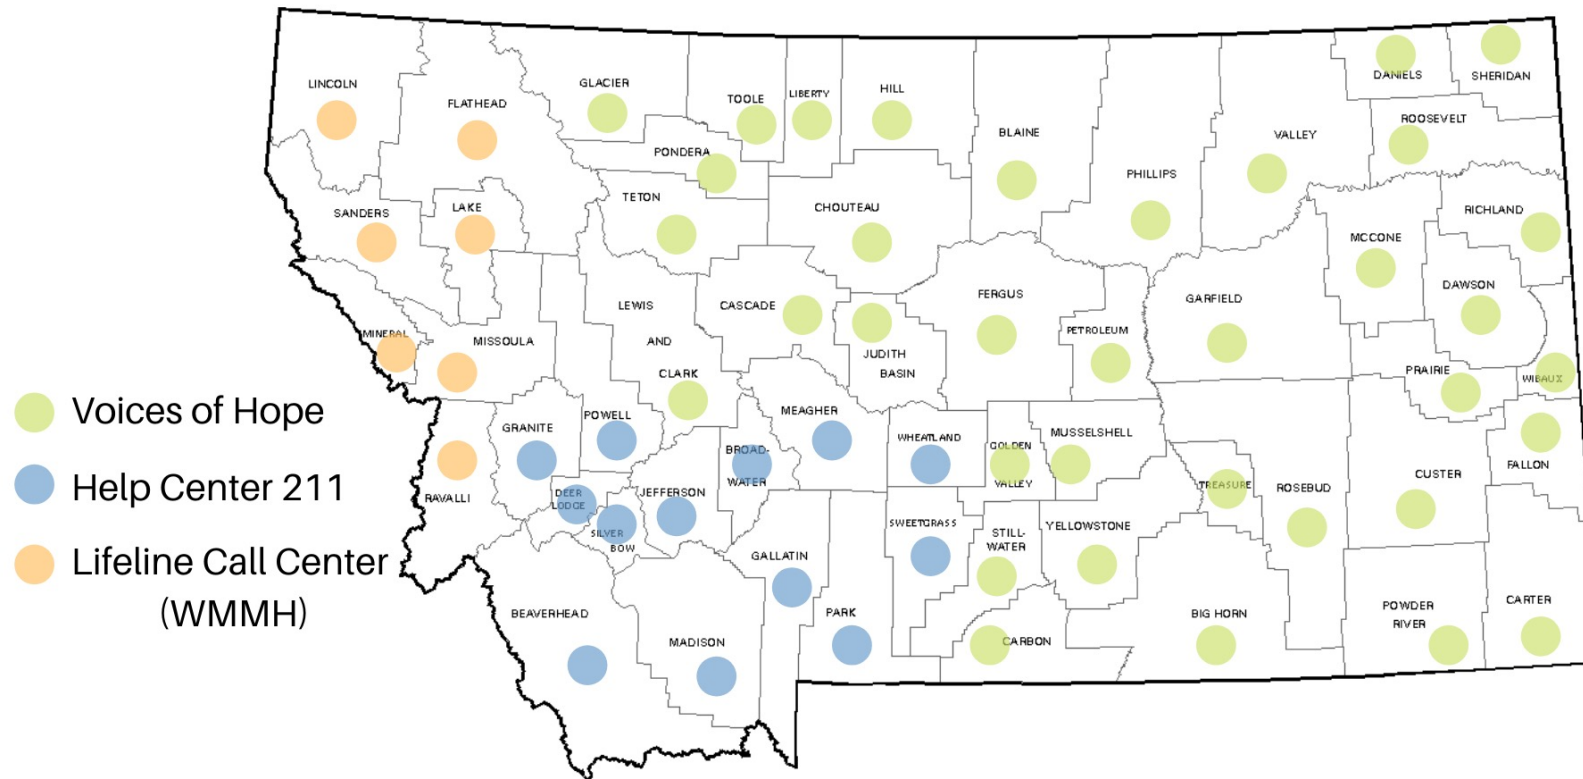 LINCOLN
FLATHEAD
GLACIER
TOOLE
LIBERTY
HILL
BLAINE
PHILLIPS
VALLEY
DANIELS
SHERIDAN
ROOSEVELT
PONDERA
TETON
CHOUTEAU
SANDERS
LAKE
RICHLAND
MCCONE
DAWSON
LEWIS
AND
CLARK
CASCADE
JUDITH
BASIN
FERGUS
PETROLEUM
GARFIELD
MINERAL
MISSOULA
PRAIRIE
WIBAUX
Voices of Hope
Help Center 211
Lifeline Call Center
(WMMH)
GRANITE
POWELL
MEAGHER
BROAD-
WATER
WHEATLAND
GOLDEN
VALLEY
MUSSELSHELL
TREASURE
ROSEBUD
CUSTER
FALLON
RAVALLI
DEER
LODGE
SILVER
BOW
JEFFERSON
GALLATIN
SWEETGRASS
STILL-
WATER
YELLOWSTONE
BEAVERHEAD
MADISON
PARK
CARBON
BIG HORN
POWDER
RIVER
CARTER